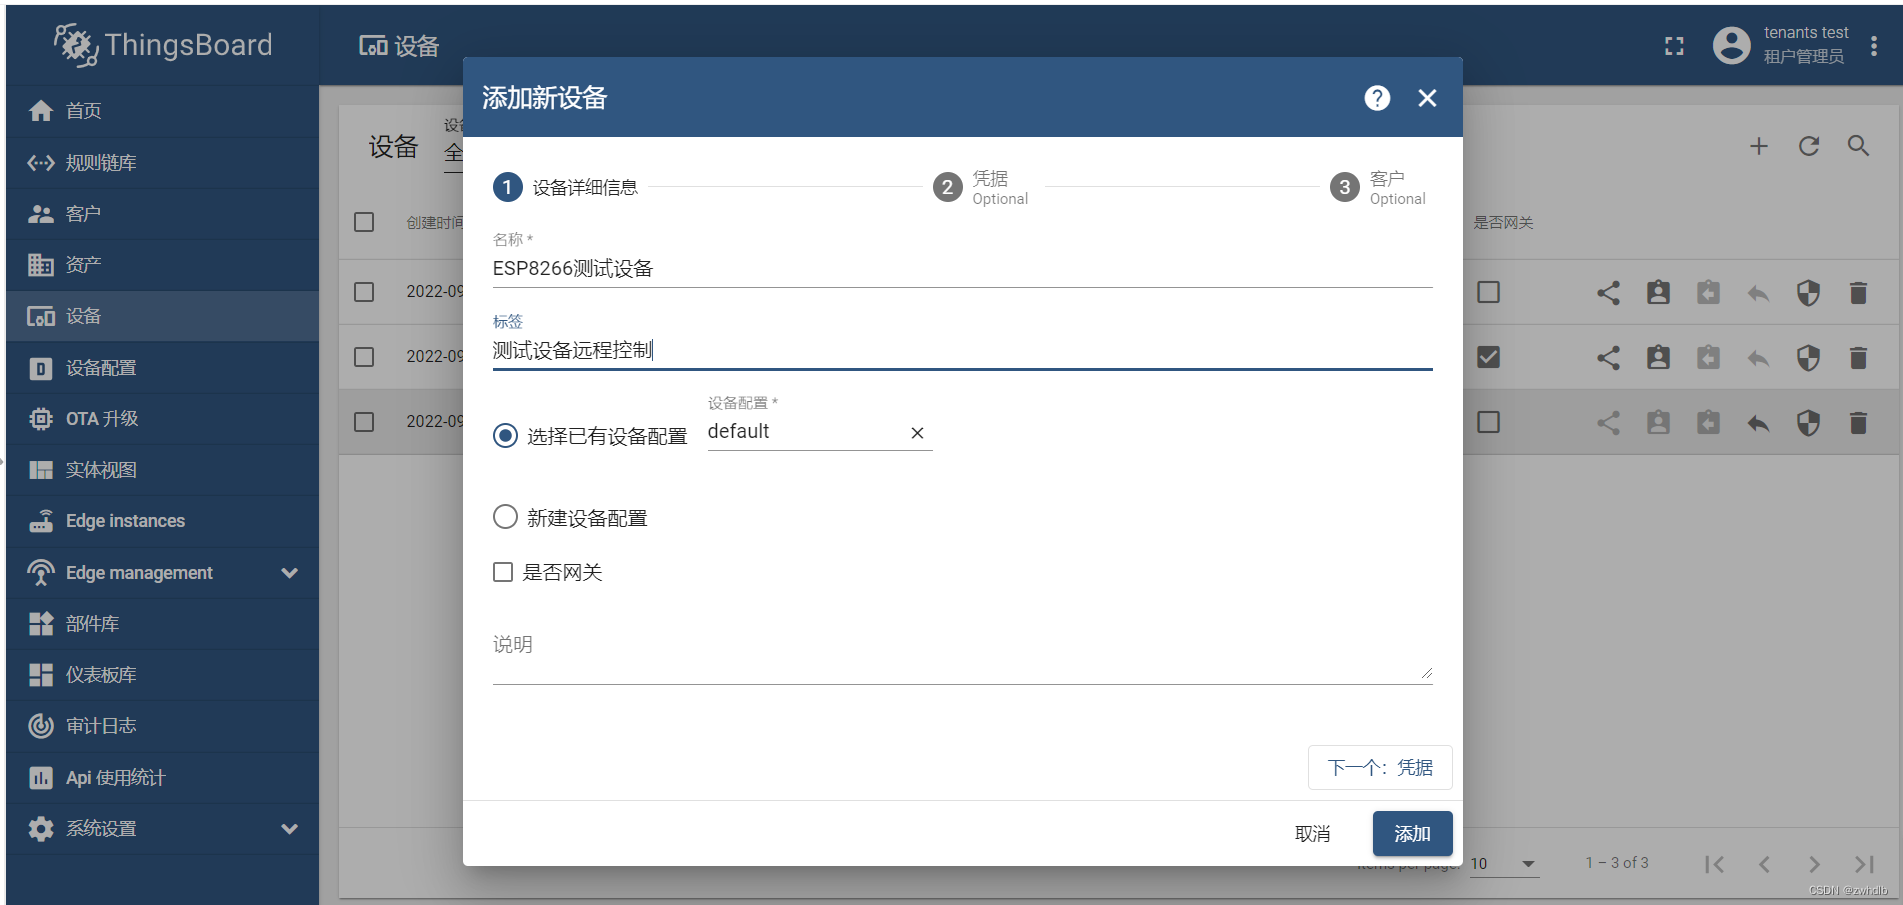 ThingsBoard
设备
tenants test
租户管理员
首页
规则链库
客户
资产
设备
设备配置
OTA 升级
实体视图
Edge instances
Edge management
部件库
仪表板库
审计日志
Api 使用统计
系统设置
设备
设备
全
创建时间
2022-09
2022-09
2022-09
是否网关
添加新设备
1 设备详细信息
2 凭据
Optional
3 客户
Optional
名称 *
ESP8266测试设备
标签
测试设备远程控制
选择已有设备配置
设备配置 *
default
新建设备配置
是否网关
说明
下一个：凭据
取消
添加
Items per page:
10
1 – 3 of 3
CSDN @zwhdlb